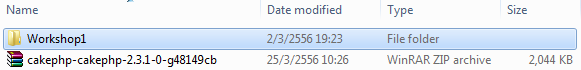 Name Date modified Type Size
Workshop1 2/3/2556 19:23 File folder
cakephp-cakephp-2.3.1-0-g48149cb 25/3/2556 10:26 WinRAR ZIP archive 2,044 KB